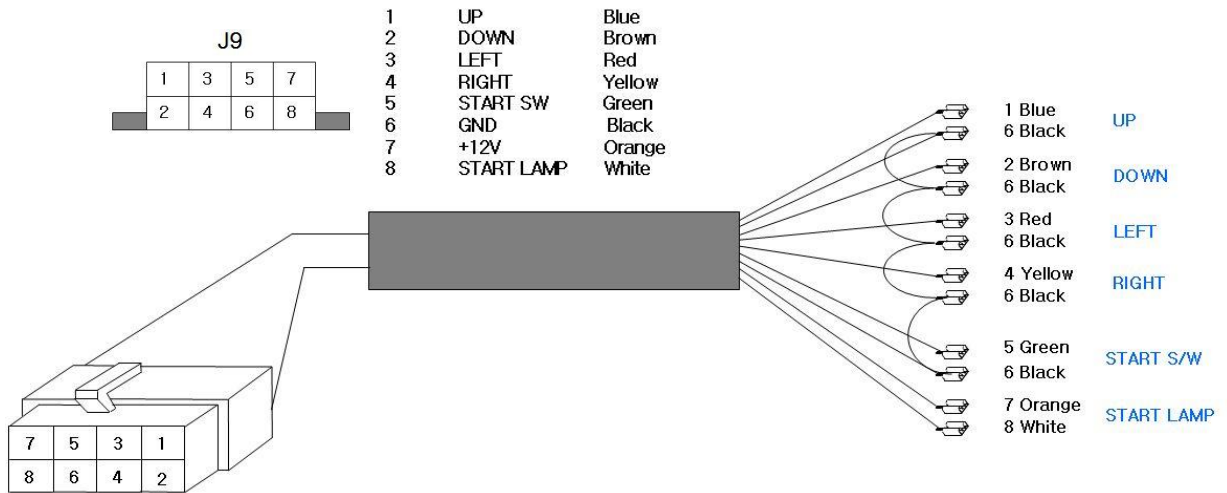 J9
1 3 5 7
2 4 6 8
1 UP Blue
2 DOWN Brown
3 LEFT Red
4 RIGHT Yellow
5 START SW Green
6 GND Black
7 +12V Orange
8 START LAMP White
1 Blue
6 Black
UP
2 Brown
6 Black
DOWN
3 Red
6 Black
LEFT
4 Yellow
6 Black
RIGHT
5 Green
6 Black
START S/W
7 Orange
8 White
START LAMP
7 5 3 1
8 6 4 2